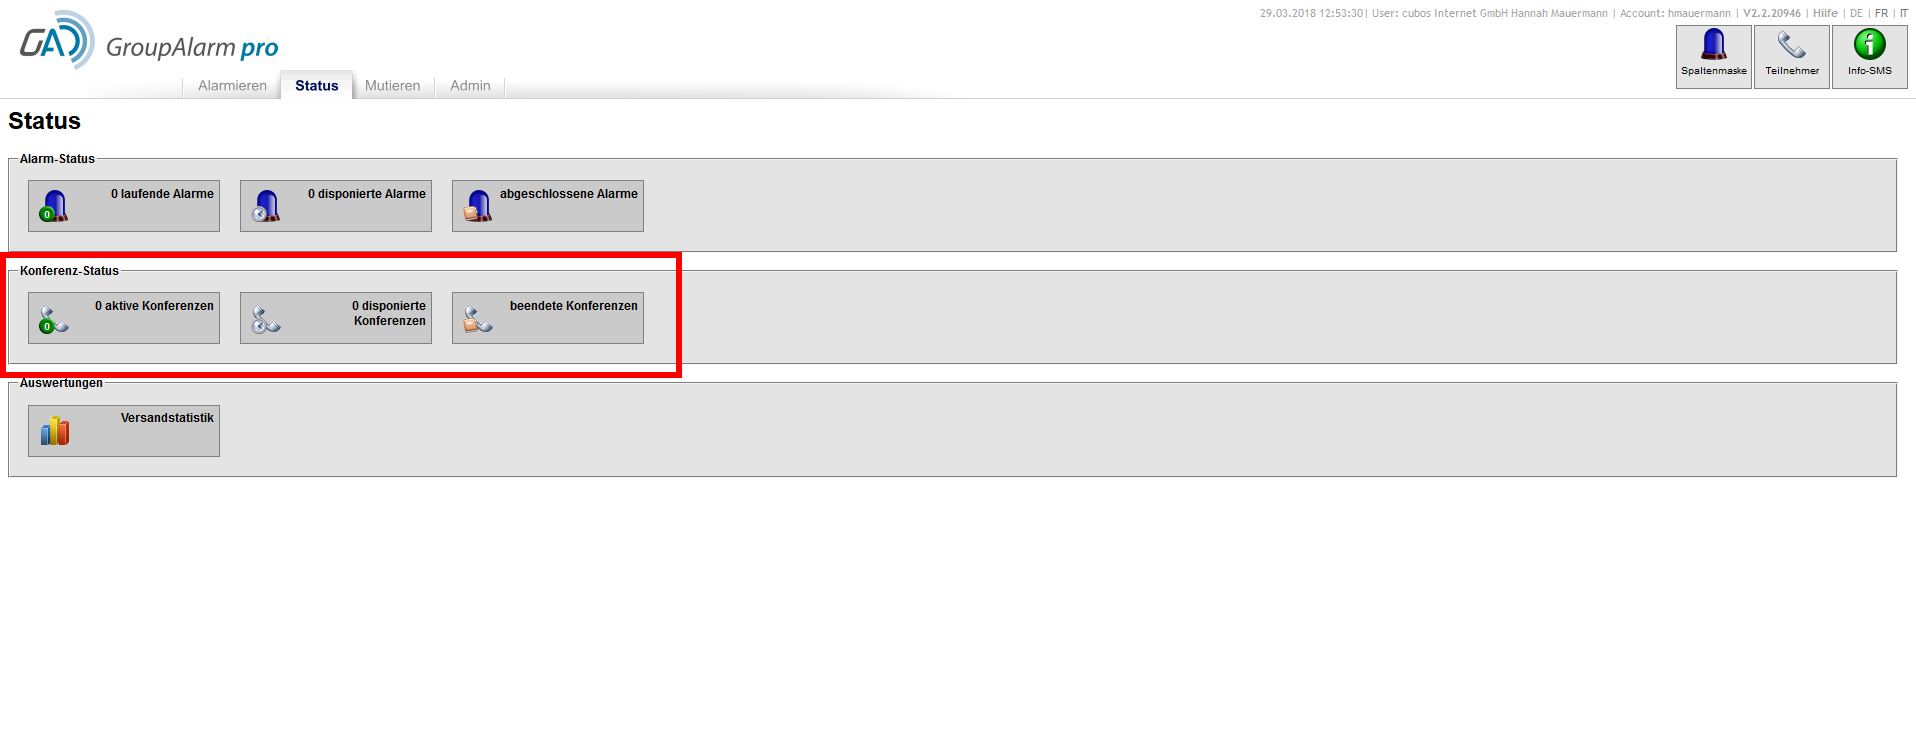 29.03.2018 12:53:30| User: cubos Internet GmbH Hannah Mauermann | Account: hmauermann | V2.2.20946 | Hilfe | DE | FR | IT
GA
GroupAlarm pro
Spaltenmaske Teilnehmer Info-SMS
Alarmieren Status Mutieren Admin
Status
Alarm-Status
0 laufende Alarme
0
0 disponierte Alarme
abgeschlossene Alarme
Konferenz-Status
0 aktive Konferenzen
0
0 disponierte
Konferenzen
beendete Konferenzen
Auswertungen
Versandstatistik